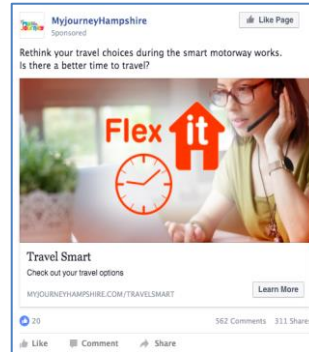 MyjourneyHampshire
Sponsored
Like Page
Rethink your travel choices during the smart motorway works.
Is there a better time to travel?
Flex it
Travel Smart
Check out your travel options
MYJOURNEYHAMPSHIRE.COM/TRAVELSMART
Learn More
20
562 Comments 311 Share
Like Comment Share